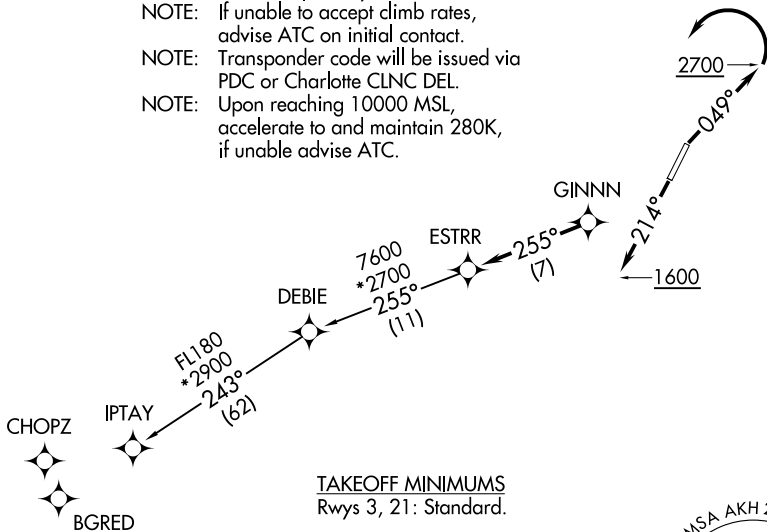 NOTE: If unable to accept climb rates,
advise ATC on initial contact.
NOTE: Transponder code will be issued via
PDC or Charlotte CLNC DEL.
NOTE: Upon reaching 10000 MSL,
accelerate to and maintain 280K,
if unable advise ATC.
2700
049°
214°
1600
GINNN
255°
(7)
ESTRR
7600
*2700
255°
(11)
DEBIE
FL180
*2900
243°
(62)
IPTAY
CHOPZ
BGRED
TAKEOFF MINIMUMS
Rwys 3, 21: Standard.
MSA AKH 2